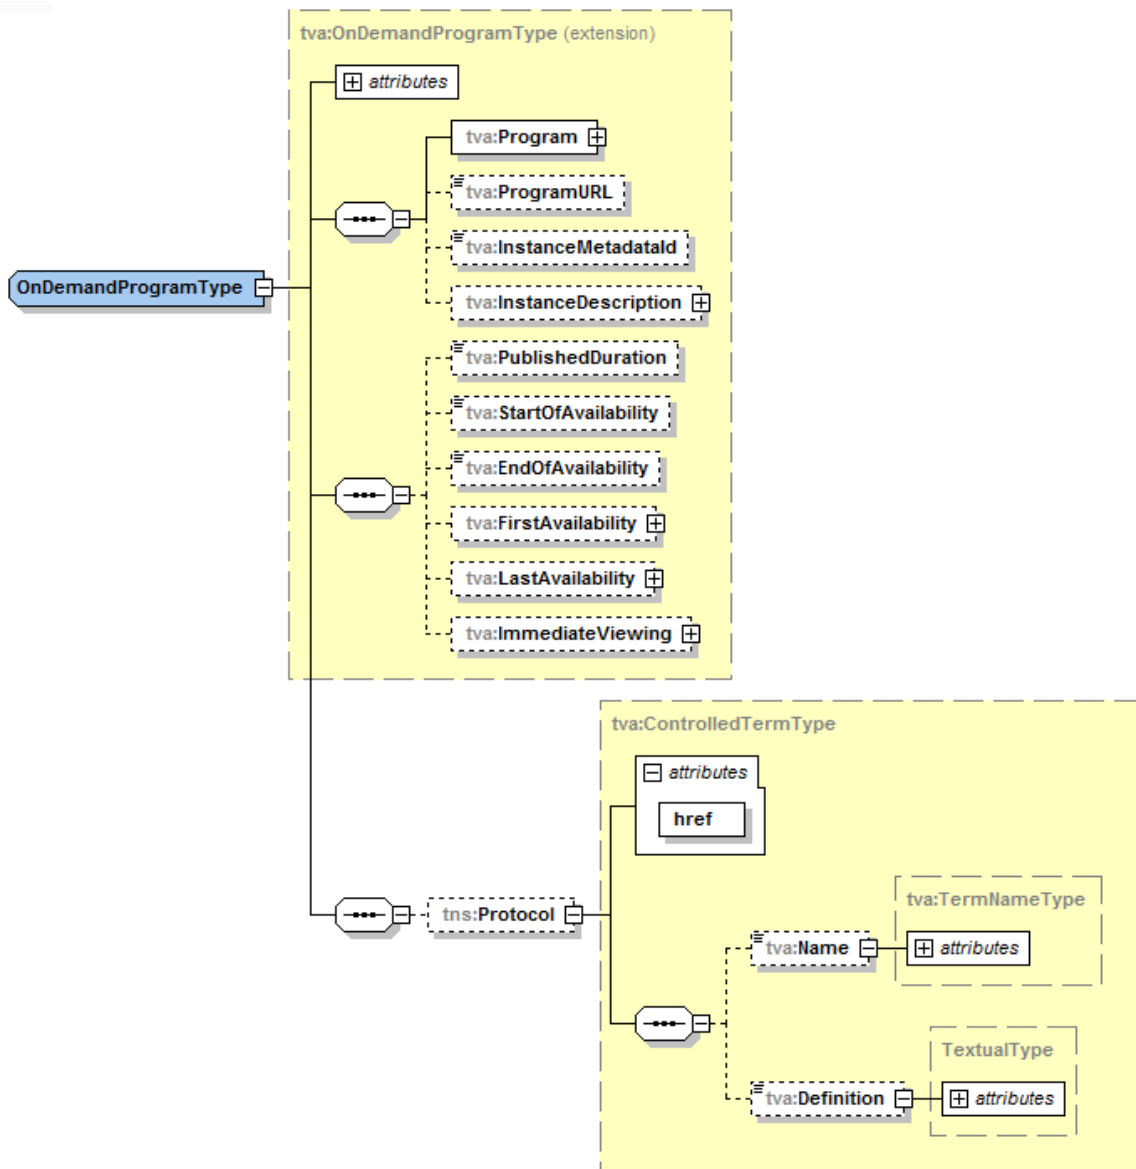 tva:OnDemandProgramType (extension)
attributes
tva:Program
tva:ProgramURL
tva:InstanceMetadataId
OnDemandProgramType
tva:InstanceDescription
tva:PublishedDuration
tva:StartOfAvailability
tva:EndOfAvailability
tva:FirstAvailability
tva:LastAvailability
tva:ImmediateViewing
tva:ControlledTermType
attributes
href
tns:Protocol
tva:TermNameType
tva:Name
attributes
TextualType
tva:Definition
attributes